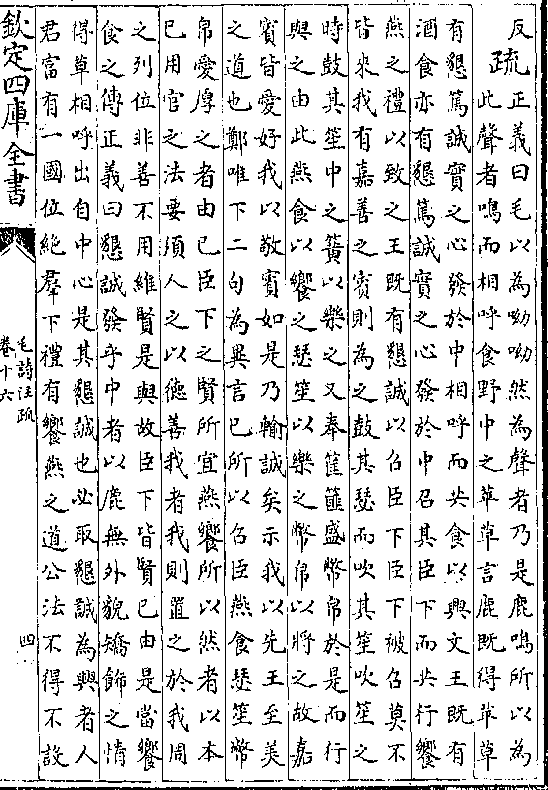 反
疏正義曰毛以為呦呦然為聲者乃是鹿鳴所以為
此聲者鳴而相呼食野中之苹草言鹿既得苹草
有懇篤誠實之心發於中相呼而共食以興文王既有
酒食亦有懇篤誠實之心發於中召其臣下而共行饗
燕之禮以致之王既有懇誠以召臣下臣下被召莫不
皆來我有嘉善之賓則為之鼓其瑟而吹其笙吹笙之
時鼓其笙中之簧以樂之又奉筐篚盛幣帛於是而行
與之由此燕食以饗之瑟笙以樂之幣帛以將之故嘉
賓皆愛好我以敬賓如是乃輸誠矣示我以先王至美
之道也鄭唯下二句為異言已所以召臣燕食瑟笙幣
帛愛厚之者由已臣下之賢所宜燕饗所以然者以本
已用官之法要須人之以德善我者我則置之於我周
之列位非善不用維賢是與故臣下皆賢已由是當饗
食之傳正義曰懇誠發乎中者以鹿無外貌矯飾之情
得草相呼出自中心是其懇誠也必取懇誠為興者人
君富有一國位絶羣下禮有饗燕之道公法不得不設
欽定四庫全書
毛詩注疏
卷十六
四